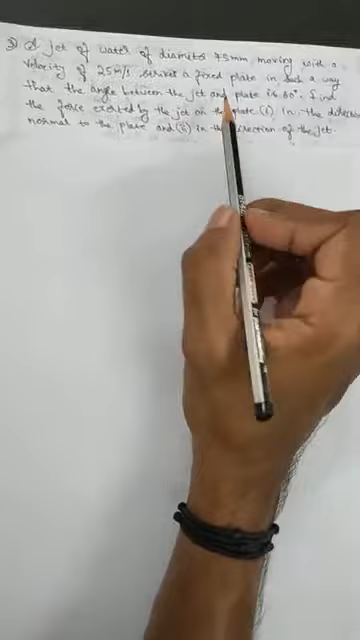 3) A jet of water of diameter 75mm moving with a
velocity of 25m/s strikes a fixed plate in such a way
that the angle between the jet and plate is 60°. Find
the force exerted by the jet on the plate (i) In the direction
normal to the plate and (ii) in the direction of the jet.